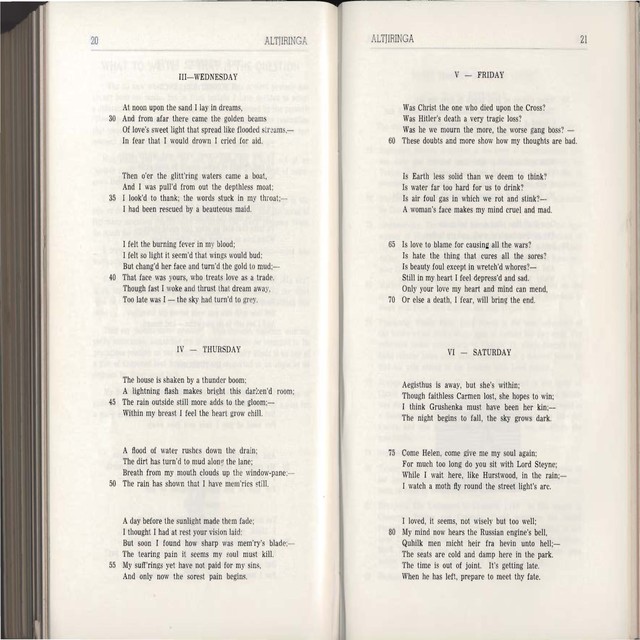 20
ALTJIRINGA
III—WEDNESDAY
At noon upon the sand I lay in dreams,
30 And from afar there came the golden beams
Of love's sweet light that spread like flooded streams,—
In fear that I would drown I cried for aid.
Then o'er the glitt'ring waters came a boat,
And I was pull'd from out the depthless moat;
35 I look'd to thank; the words stuck in my throat;—
I had been rescued by a beauteous maid.
I felt the burning fever in my blood;
I felt so light it seem'd that wings would bud;
But chang'd her face and turn'd the gold to mud;—
40 That face was yours, who treats love as a trade.
Though fast I woke and thrust that dream away,
Too late was I — the sky had turn'd to grey.
IV — THURSDAY
The house is shaken by a thunder boom;
A lightning flash makes bright this darken'd room;
45 The rain outside still more adds to the gloom;—
Within my breast I feel the heart grow chill.
A flood of water rushes down the drain;
The dirt has turn'd to mud along the lane;
Breath from my mouth clouds up the window-pane;—
50 The rain has shown that I have mem'ries still.
A day before the sunlight made them fade;
I thought I had at rest your vision laid;
But soon I found how sharp was mem'ry's blade;—
The tearing pain it seems my soul must kill.
55 My suff'rings yet have not paid for my sins,
And only now the sorest pain begins.
ALTJIRINGA
21
V — FRIDAY
Was Christ the one who died upon the Cross?
Was Hitler's death a very tragic loss?
Was he we mourn the more, the worse gang boss? —
60 These doubts and more show how my thoughts are bad.
Is Earth less solid than we deem to think?
Is water far too hard for us to drink?
Is air foul gas in which we rot and stink?—
A woman's face makes my mind cruel and mad.
65 Is love to blame for causing all the wars?
Is hate the thing that cures all the sores?
Is beauty foul except in wretch'd whores?—
Still in my heart I feel depress'd and sad.
Only your love my heart and mind can mend,
70 Or else a death, I fear, will bring the end.
VI — SATURDAY
Aegisthus is away, but she's within;
Though faithless Carmen lost, she hopes to win;
I think Grushenka must have been her kin;—
The night begins to fall, the sky grows dark.
75 Come Helen, come give me my soul again;
For much too long do you sit with Lord Steyne;
While I wait here, like Hurstwood, in the rain;—
I watch a moth fly round the street light's arc.
I loved, it seems, not wisely but too well;
80 My mind now hears the Russian engine's bell,
Quhilk men micht heir fra bevin unto hell;—
The seats are cold and damp here in the park.
The time is out of joint. It's getting late.
When he has left, prepare to meet thy fate.